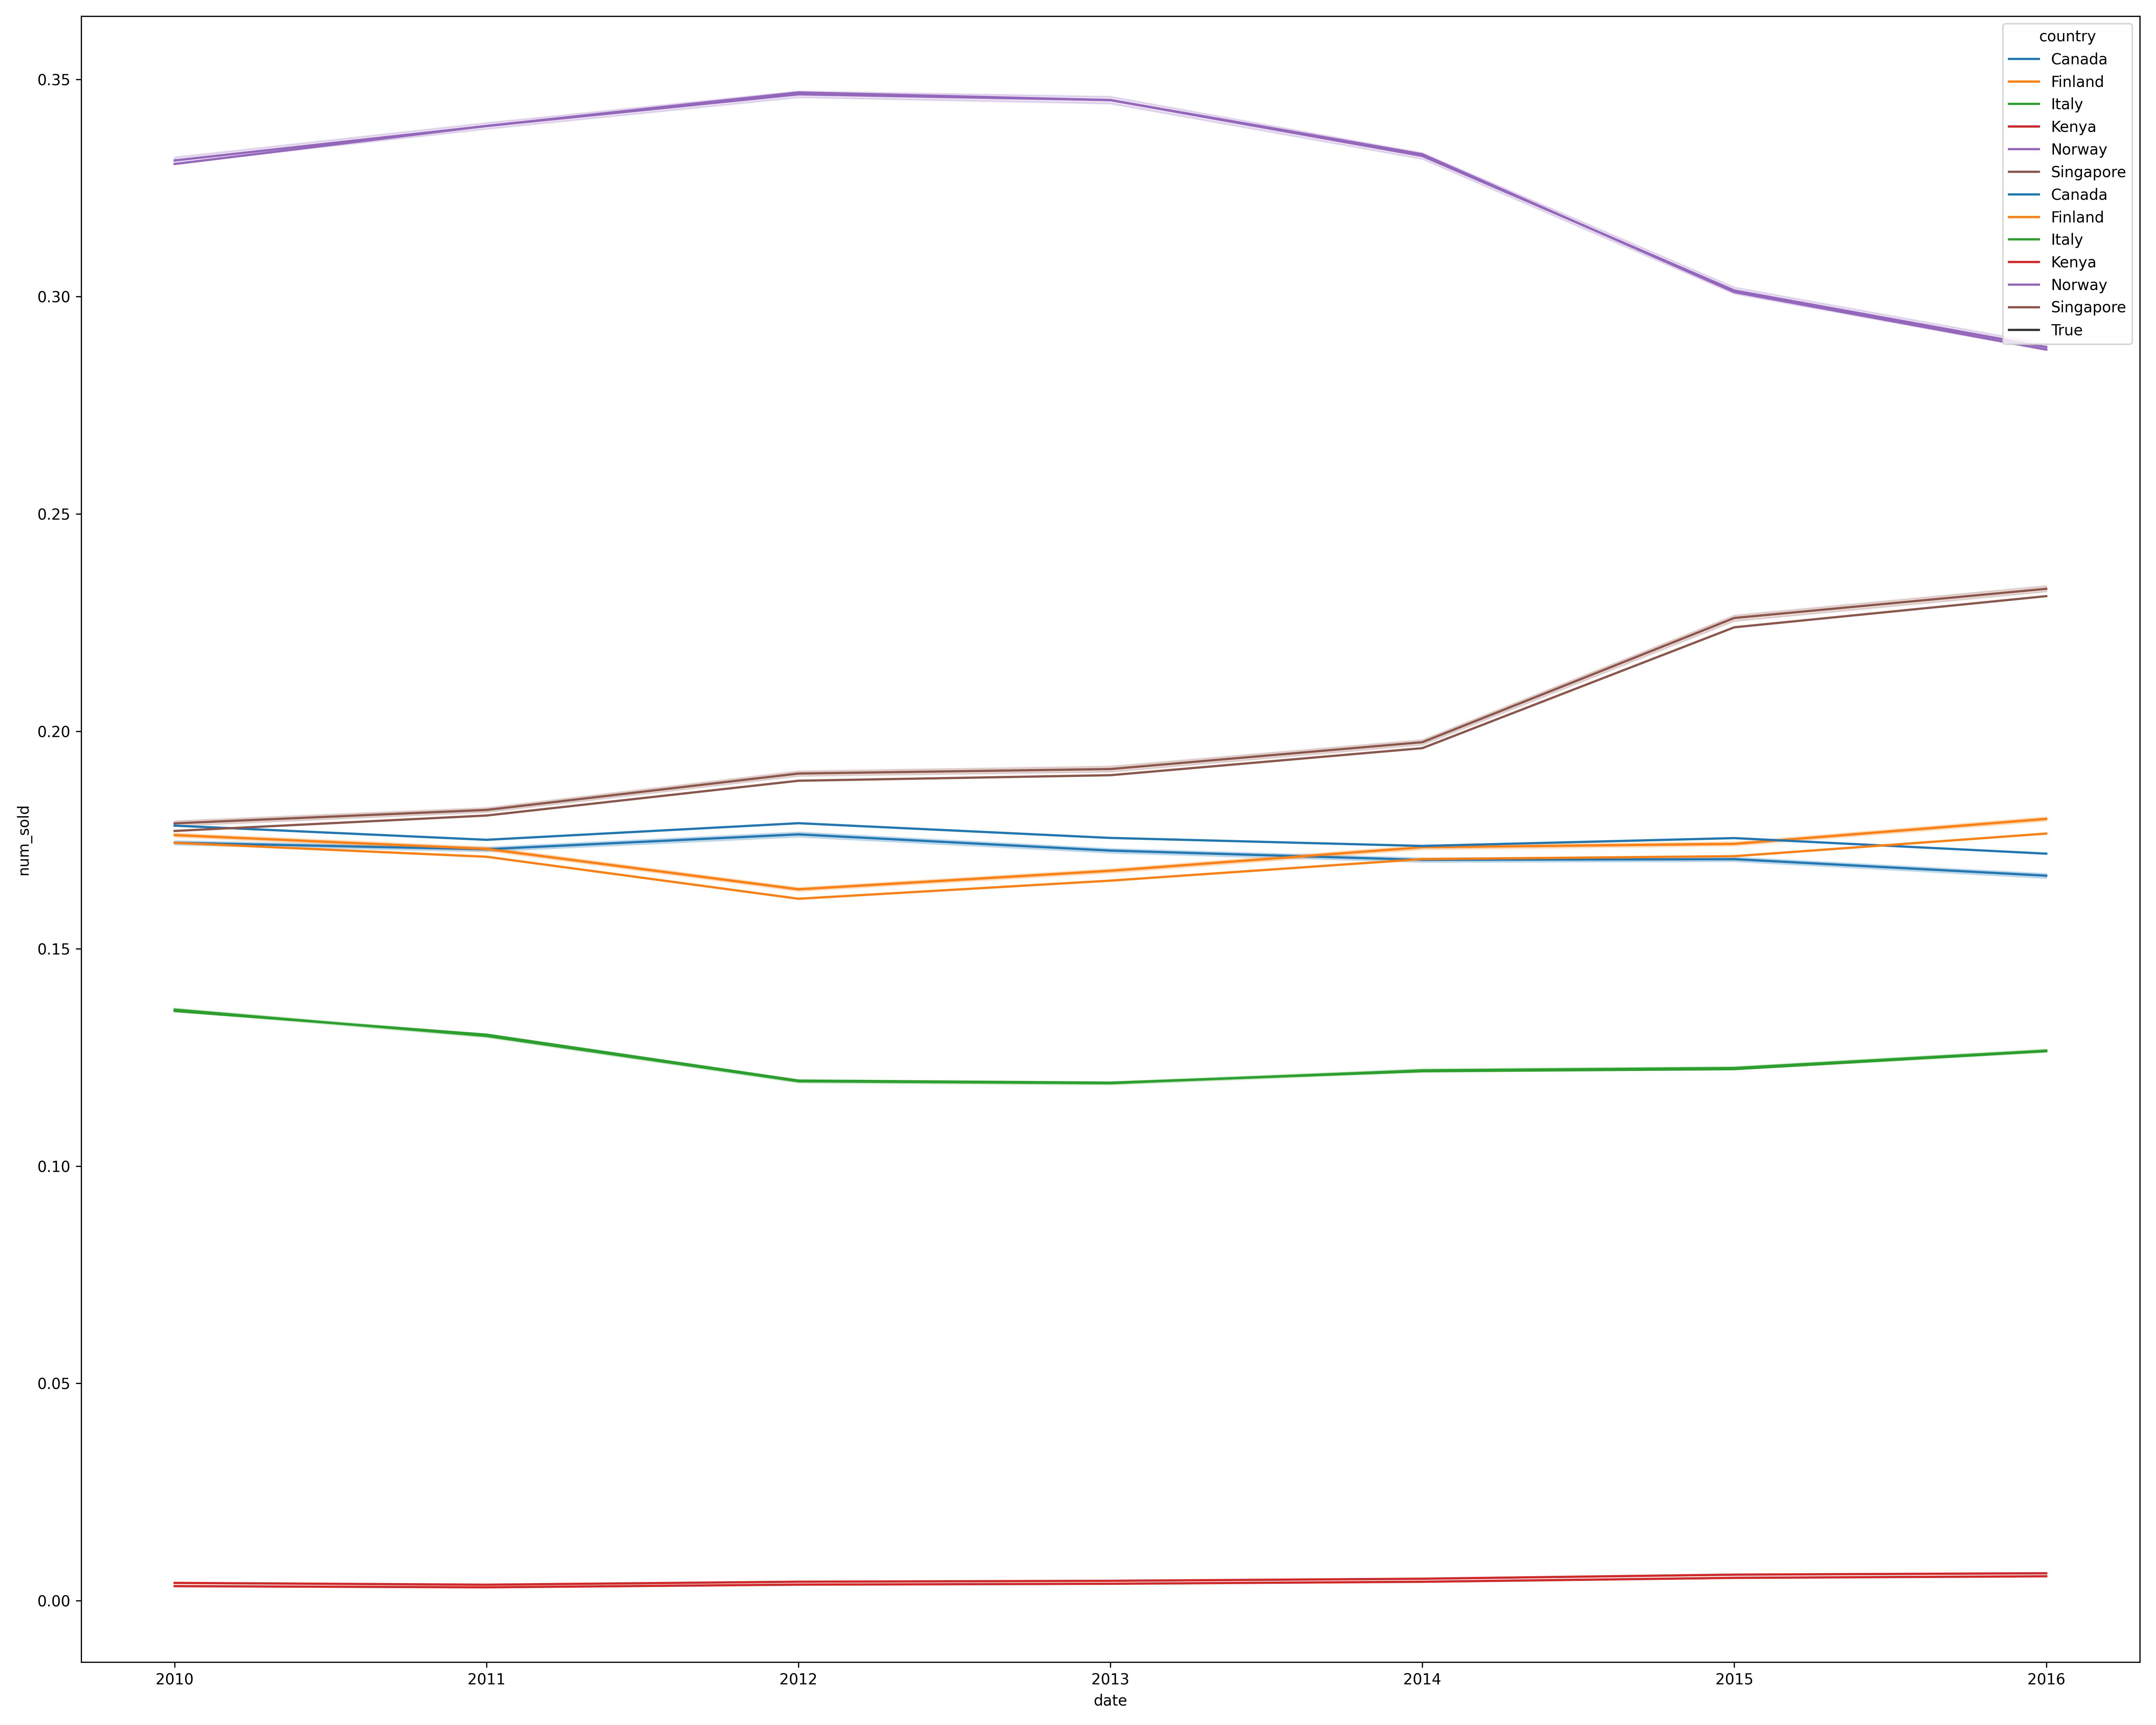 country
Canada
Finland
Italy
Kenya
Norway
Singapore
Canada
Finland
Italy
Kenya
Norway
Singapore
True
0.35
0.30
0.25
0.20
0.15
0.10
0.05
0.00
num_sold
2010 2011 2012 2013 2014 2015 2016
date